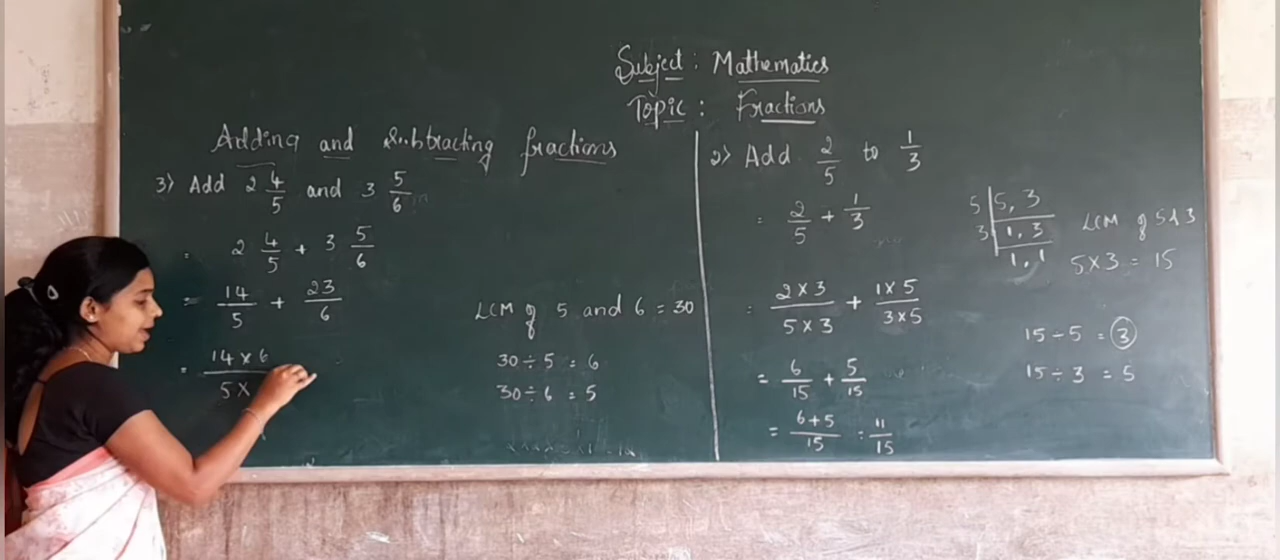 Subject : Mathematics
Topic : Fractions
Adding and Subtracting fractions
3) Add 2 4/5 and 3 5/6
= 2 4/5 + 3 5/6
= 14/5 + 23/6
= 14 × 6 / 5 ×
LCM of 5 and 6 = 30
30 ÷ 5 = 6
30 ÷ 6 = 5
2) Add 2/5 to 1/3
= 2/5 + 1/3
= 2 × 3 / 5 × 3 + 1 × 5 / 3 × 5
= 6/15 + 5/15
= 6+5 / 15 = 11/15
5 | 5, 3
3 | 1, 3
1, 1
LCM of 5 & 3
5 × 3 = 15
15 ÷ 5 = 3
15 ÷ 3 = 5